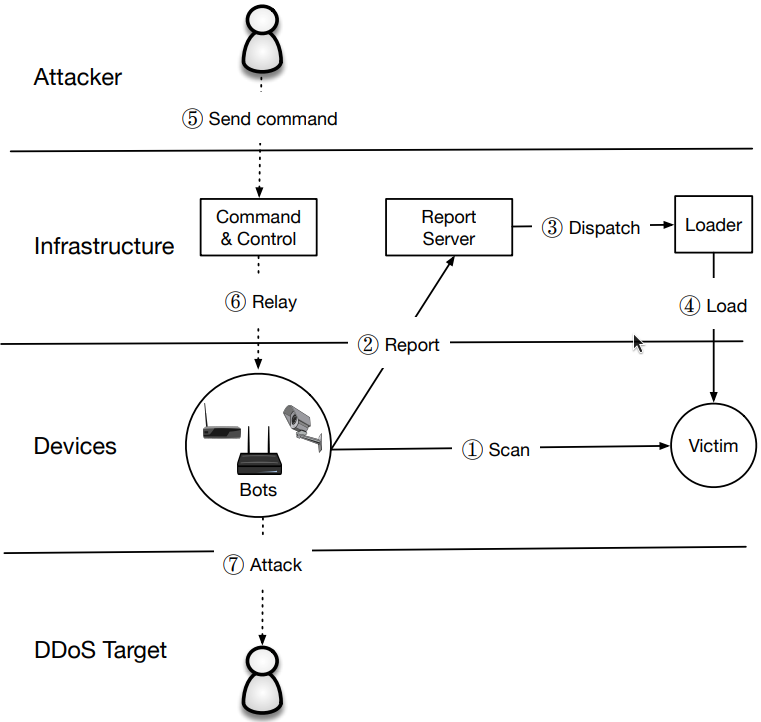 Attacker
⑤ Send command
Infrastructure
Command
& Control
Report
Server
③ Dispatch
Loader
⑥ Relay
④ Load
② Report
Devices
Bots
① Scan
Victim
⑦ Attack
DDoS Target